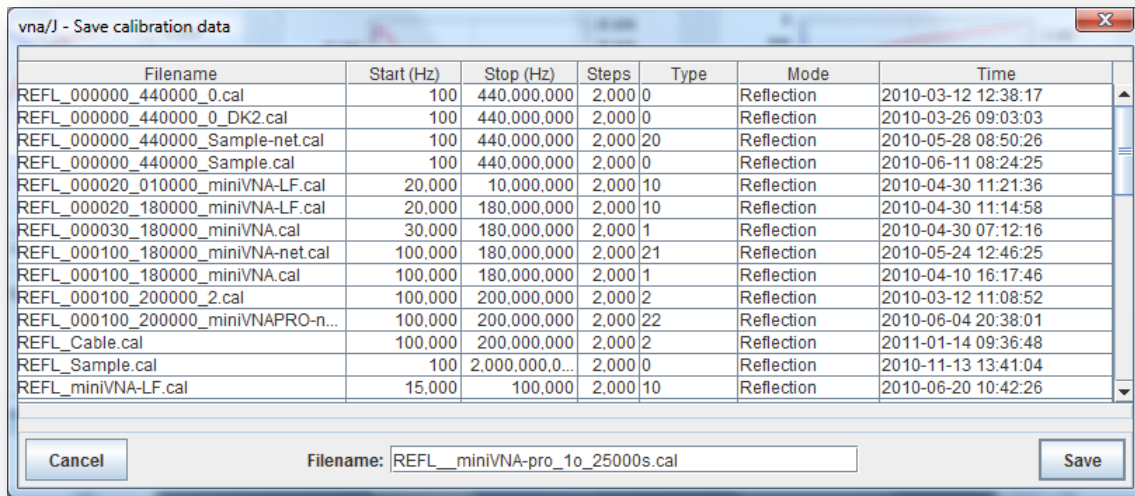 vna/J - Save calibration data
Filename Start (Hz) Stop (Hz) Steps Type Mode Time
REFL_000000_440000_0.cal 100 440,000,000 2,000 0 Reflection 2010-03-12 12:38:17
REFL_000000_440000_0_DK2.cal 100 440,000,000 2,000 0 Reflection 2010-03-26 09:03:03
REFL_000000_440000_Sample-net.cal 100 440,000,000 2,000 20 Reflection 2010-05-28 08:50:26
REFL_000000_440000_Sample.cal 100 440,000,000 2,000 0 Reflection 2010-06-11 08:24:25
REFL_000020_010000_miniVNA-LF.cal 20,000 10,000,000 2,000 10 Reflection 2010-04-30 11:21:36
REFL_000020_180000_miniVNA-LF.cal 20,000 180,000,000 2,000 10 Reflection 2010-04-30 11:14:58
REFL_000030_180000_miniVNA.cal 30,000 180,000,000 2,000 1 Reflection 2010-04-30 07:12:16
REFL_000100_180000_miniVNA-net.cal 100,000 180,000,000 2,000 21 Reflection 2010-05-24 12:46:25
REFL_000100_180000_miniVNA.cal 100,000 180,000,000 2,000 1 Reflection 2010-04-10 16:17:46
REFL_000100_200000_2.cal 100,000 200,000,000 2,000 2 Reflection 2010-03-12 11:08:52
REFL_000100_200000_miniVNAPRO-n... 100,000 200,000,000 2,000 22 Reflection 2010-06-04 20:38:01
REFL_Cable.cal 100,000 200,000,000 2,000 2 Reflection 2011-01-14 09:36:48
REFL_Sample.cal 100 2,000,000,0... 2,000 0 Reflection 2010-11-13 13:41:04
REFL_miniVNA-LF.cal 15,000 100,000 2,000 10 Reflection 2010-06-20 10:42:26
Cancel Filename: REFL__miniVNA-pro_1o_25000s.cal Save